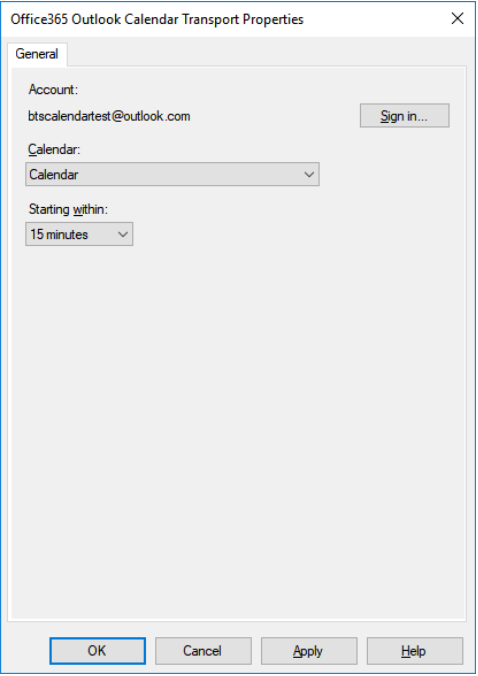 Office365 Outlook Calendar Transport Properties
General
Account:
btscalendartest@outlook.com
Sign in...
Calendar:
Calendar
Starting within:
15 minutes
OK
Cancel
Apply
Help